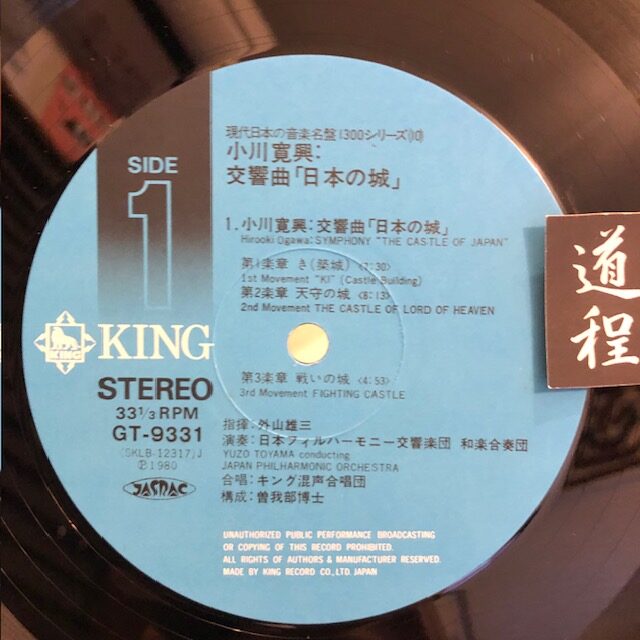 現代日本の音楽名盤1300シリーズ(10)
小川寛興:
交響曲「日本の城」
SIDE
1
1. 小川寛興:交響曲「日本の城」
Hirooki Ogawa: SYMPHONY "THE CASTLE OF JAPAN"
第1楽章 き(築城) (7:30)
1st Movement "KI" (Castle Building)
第2楽章 天守の城 (8:13)
2nd Movement THE CASTLE OF LORD OF HEAVEN
第3楽章 戦いの城 (4:53)
3rd Movement FIGHTING CASTLE
KING
KING
STEREO
33 1/3 RPM
GT-9331
(SKLB-12317)J
Ⓟ1980
JASRAC
指揮:外山雄三
演奏:日本フィルハーモニー交響楽団 和楽合奏団
YUZO TOYAMA conducting
JAPAN PHILHARMONIC ORCHESTRA
合唱:キング混声合唱団
構成:曽我部博士
UNAUTHORIZED PUBLIC PERFORMANCE BROADCASTING
OR COPYING OF THIS RECORD PROHIBITED.
ALL RIGHTS OF AUTHORS & MANUFACTURER RESERVED.
MADE BY KING RECORD CO., LTD. JAPAN
道程